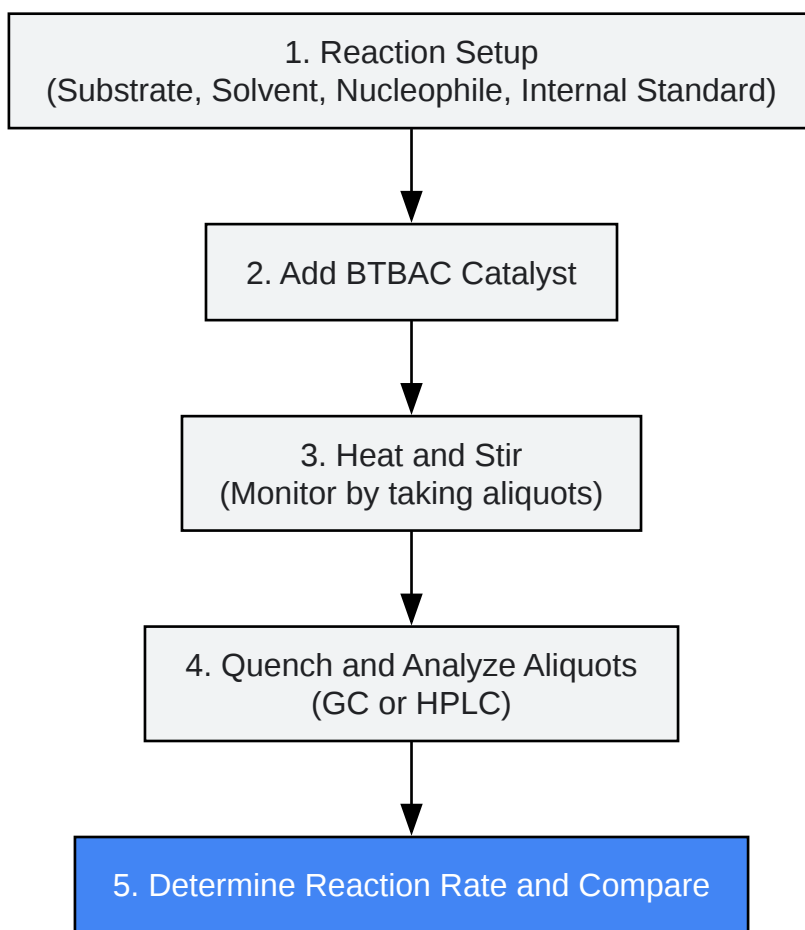 1. Reaction Setup
(Substrate, Solvent, Nucleophile, Internal Standard)
2. Add BTBAC Catalyst
3. Heat and Stir
(Monitor by taking aliquots)
4. Quench and Analyze Aliquots
(GC or HPLC)
5. Determine Reaction Rate and Compare